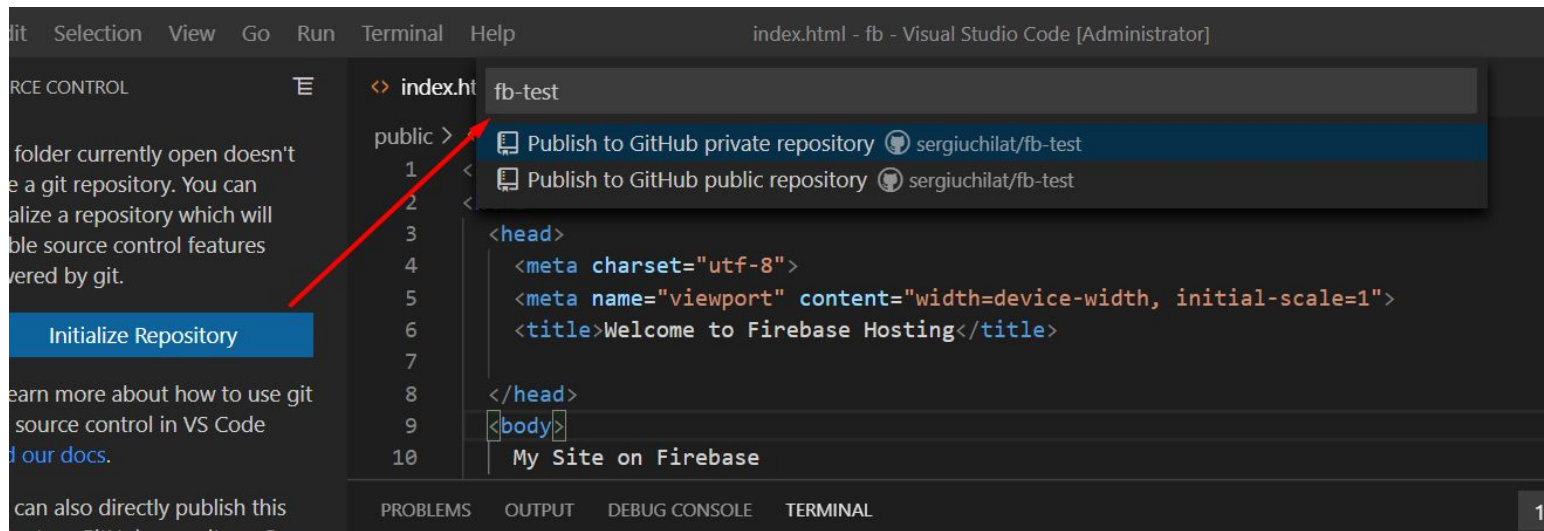 dit Selection View Go Run Terminal Help index.html - fb - Visual Studio Code [Administrator]
RCE CONTROL
folder currently open doesn't
e a git repository. You can
alize a repository which will
ble source control features
vered by git.
Initialize Repository
earn more about how to use git
source control in VS Code
d our docs.
can also directly publish this
<> index.ht
fb-test
Publish to GitHub private repository sergiuchilat/fb-test
Publish to GitHub public repository sergiuchilat/fb-test
public >
1 <
2 <
3 <head>
4 <meta charset="utf-8">
5 <meta name="viewport" content="width=device-width, initial-scale=1">
6 <title>Welcome to Firebase Hosting</title>
7
8 </head>
9 <body>
10 My Site on Firebase
PROBLEMS OUTPUT DEBUG CONSOLE TERMINAL 1